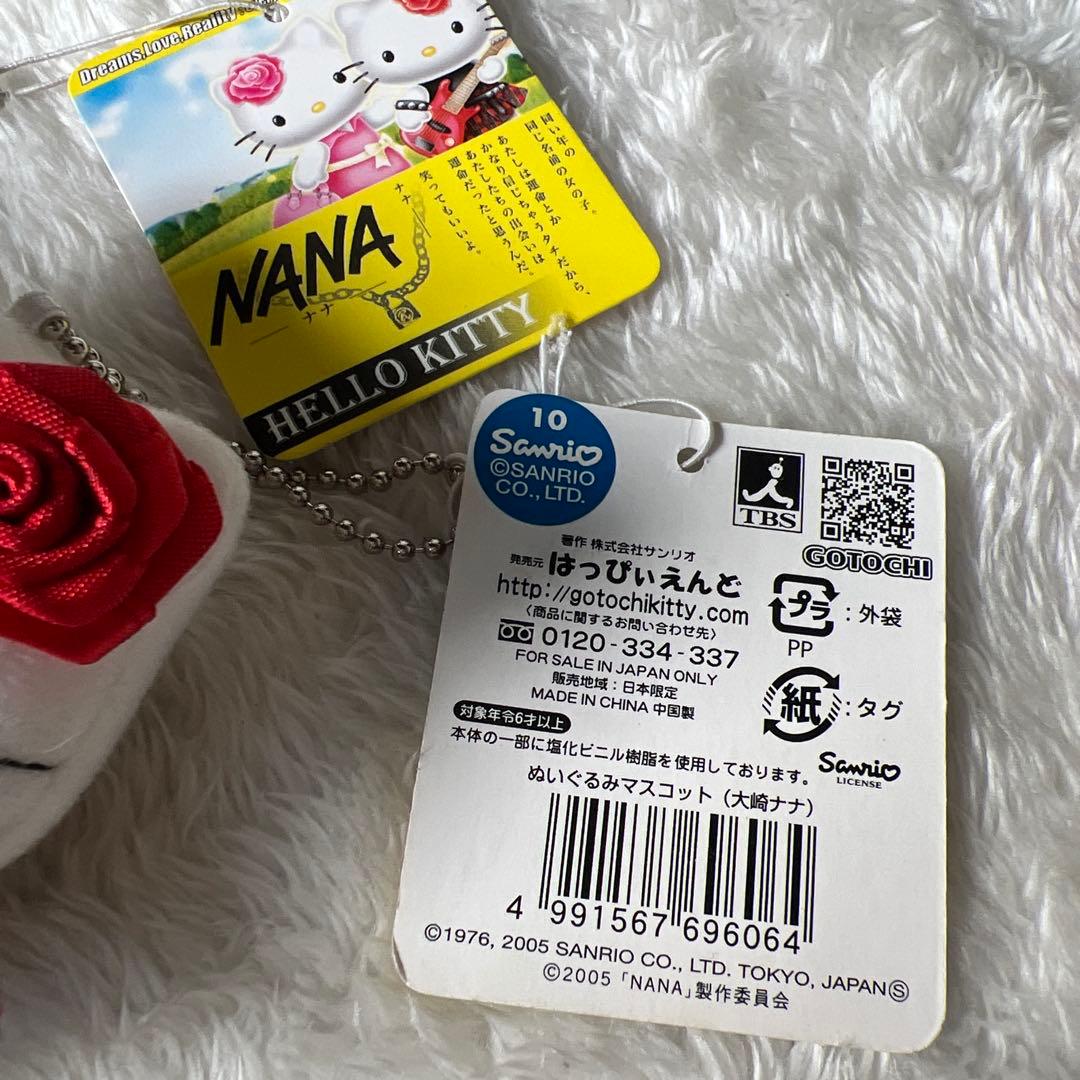 Dreams, Love, Reality
同い年の
同じ名前の女の子。
あたしは運命とか
かなり信じちゃうタチだから、
あたしたちの出会いは
運命だったと思うんだ。
笑ってもいいよ。
ナナ
NANA
ナナ
HELLO KITTY
10
Sanrio
©SANRIO
CO., LTD.
TBS
GOTOCHI
著作 株式会社サンリオ
発売元 はっぴぃえんど
http://gotochikitty.com
〈商品に関するお問い合わせ先〉
0120-334-337
FOR SALE IN JAPAN ONLY
販売地域：日本限定
MADE IN CHINA 中国製
プラ：外袋
PP
紙：タグ
対象年令6才以上
本体の一部に塩化ビニル樹脂を使用しております。
Sanrio
LICENSE
ぬいぐるみマスコット（大崎ナナ）
4 991567 696064
©1976, 2005 SANRIO CO., LTD. TOKYO, JAPAN Ⓢ
©2005 「NANA」製作委員会